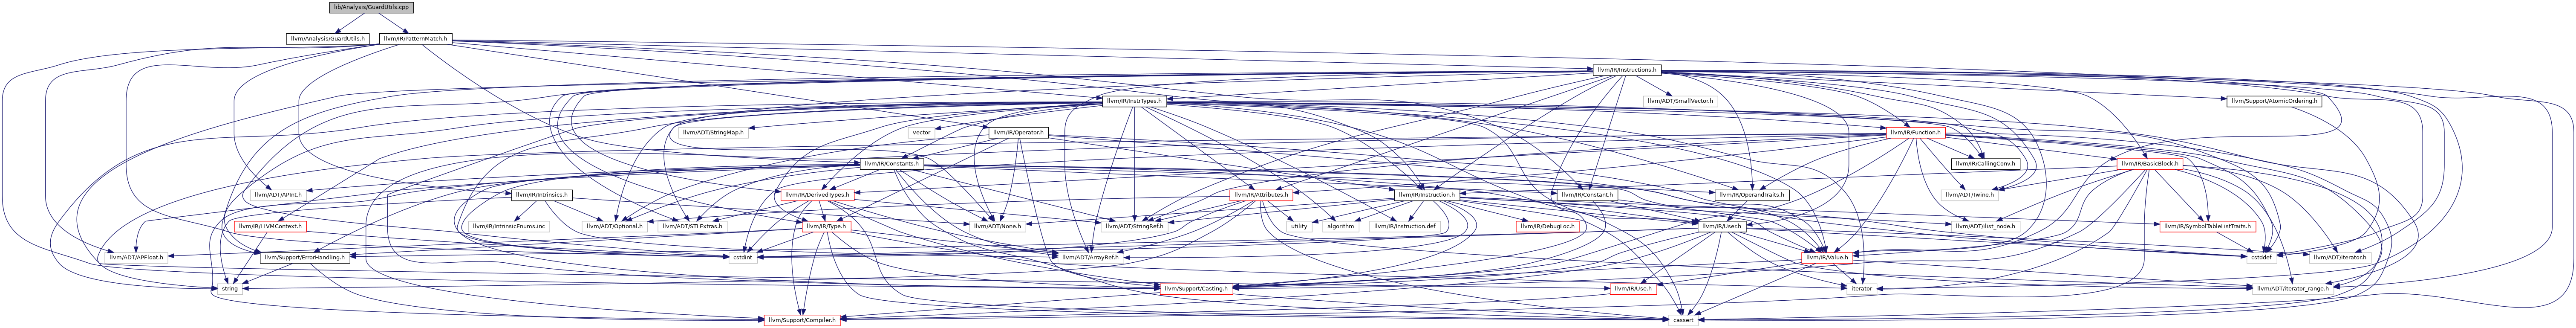 lib/Analysis/GuardUtils.cpp
llvm/Analysis/GuardUtils.h
llvm/IR/PatternMatch.h
llvm/IR/Instructions.h
llvm/IR/InstrTypes.h
llvm/ADT/SmallVector.h
llvm/Support/AtomicOrdering.h
llvm/ADT/StringMap.h
vector
llvm/IR/Operator.h
llvm/IR/Function.h
llvm/IR/Constants.h
llvm/IR/CallingConv.h
llvm/IR/BasicBlock.h
llvm/ADT/APInt.h
llvm/IR/Intrinsics.h
llvm/IR/DerivedTypes.h
llvm/IR/Attributes.h
llvm/IR/Instruction.h
llvm/IR/Constant.h
llvm/IR/OperandTraits.h
llvm/ADT/Twine.h
llvm/IR/LLVMContext.h
llvm/IR/IntrinsicEnums.inc
llvm/ADT/Optional.h
llvm/ADT/STLExtras.h
llvm/IR/Type.h
llvm/ADT/None.h
llvm/ADT/StringRef.h
utility
algorithm
llvm/IR/Instruction.def
llvm/IR/DebugLoc.h
llvm/IR/User.h
llvm/ADT/ilist_node.h
llvm/IR/SymbolTableListTraits.h
llvm/ADT/APFloat.h
llvm/Support/ErrorHandling.h
cstdint
llvm/ADT/ArrayRef.h
llvm/IR/Value.h
cstddef
llvm/ADT/iterator.h
string
llvm/Support/Casting.h
llvm/IR/Use.h
iterator
llvm/ADT/iterator_range.h
llvm/Support/Compiler.h
cassert